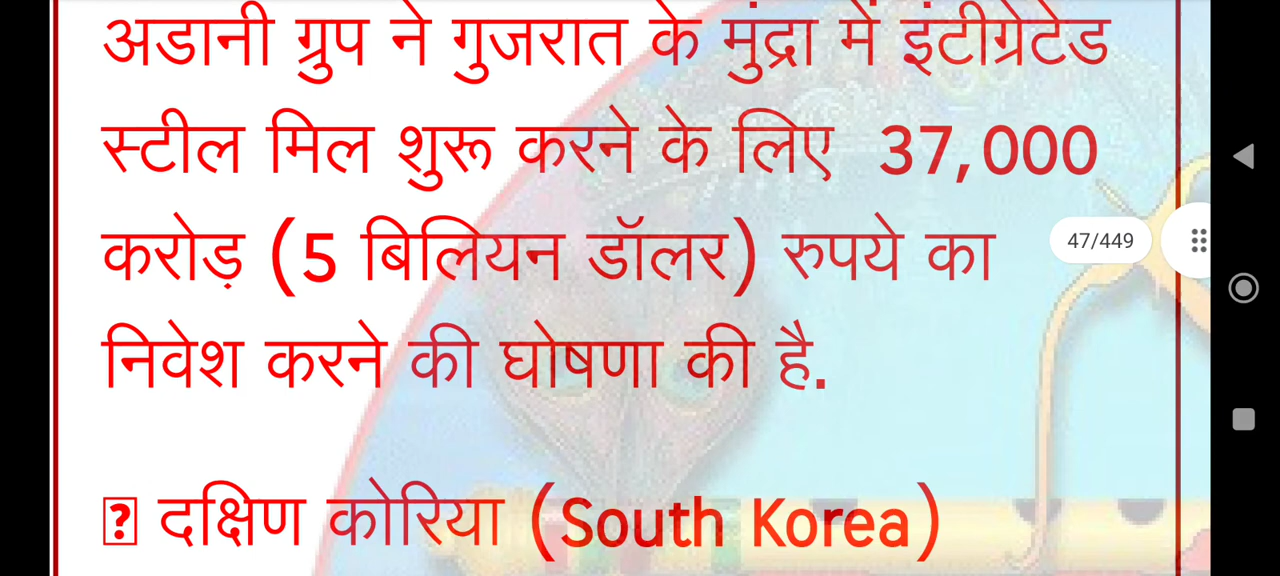 अडानी ग्रुप ने गुजरात के मुंद्रा में इंटीग्रेटेड
स्टील मिल शुरू करने के लिए 37,000
करोड़ (5 बिलियन डॉलर) रुपये का
47/449
निवेश करने की घोषणा की है.
दक्षिण कोरिया (South Korea)